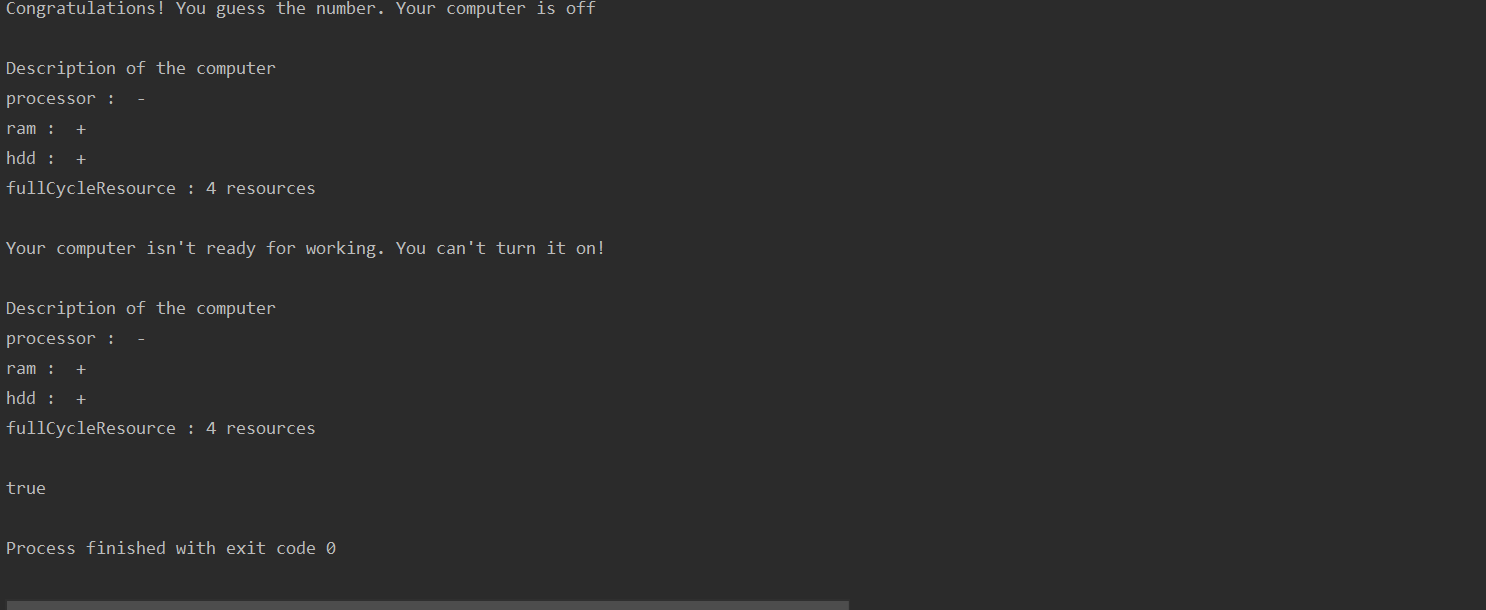 Congratulations! You guess the number. Your computer is off
Description of the computer
processor :  -
ram :  +
hdd :  +
fullCycleResource : 4 resources
Your computer isn't ready for working. You can't turn it on!
Description of the computer
processor :  -
ram :  +
hdd :  +
fullCycleResource : 4 resources
true
Process finished with exit code 0